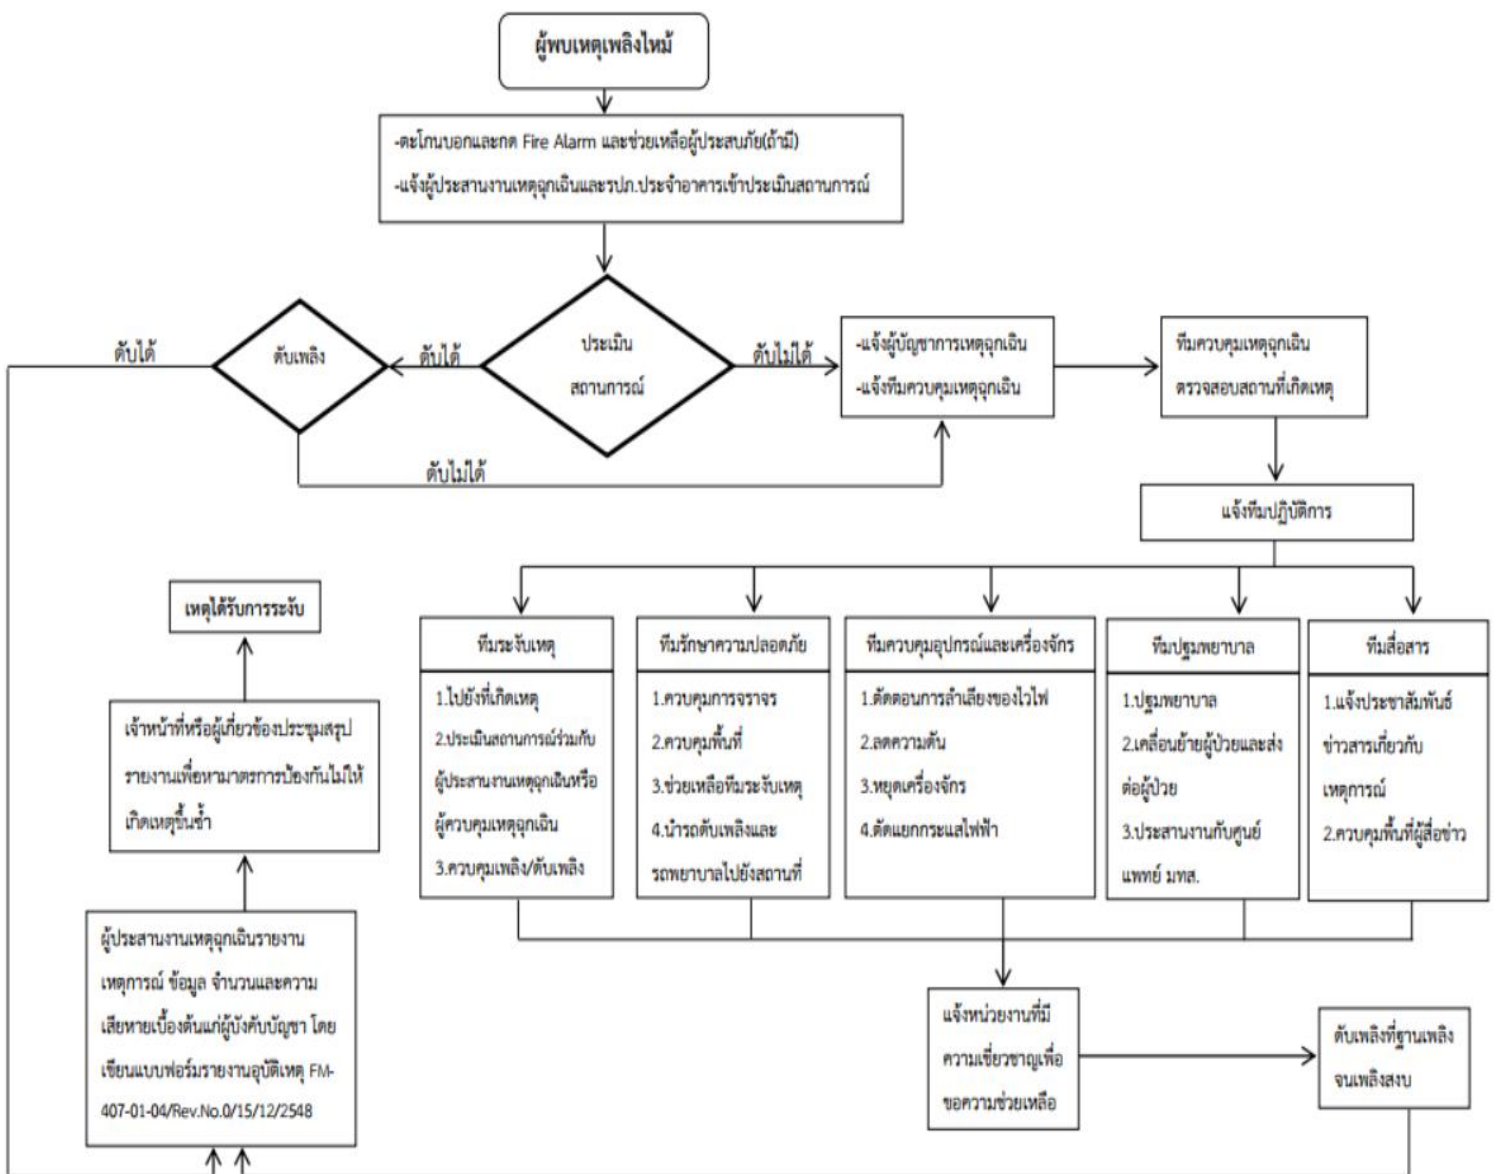 ผู้พบเหตุเพลิงไหม้
-ตะโกนบอกและกด Fire Alarm และช่วยเหลือผู้ประสบภัย(ถ้ามี)
-แจ้งผู้ประสานงานเหตุฉุกเฉินและรปภ.ประจำอาคารเข้าประเมินสถานการณ์
ประเมิน
สถานการณ์
ดับได้
ดับเพลิง
ดับได้
ดับไม่ได้
ดับไม่ได้
-แจ้งผู้บัญชาการเหตุฉุกเฉิน
-แจ้งทีมควบคุมเหตุฉุกเฉิน
ทีมควบคุมเหตุฉุกเฉิน
ตรวจสอบสถานที่เกิดเหตุ
แจ้งทีมปฏิบัติการ
ทีมระงับเหตุ
1.ไปยังที่เกิดเหตุ
2.ประเมินสถานการณ์ร่วมกับ
ผู้ประสานงานเหตุฉุกเฉินหรือ
ผู้ควบคุมเหตุฉุกเฉิน
3.ควบคุมเพลิง/ดับเพลิง
ทีมรักษาความปลอดภัย
1.ควบคุมการจราจร
2.ควบคุมพื้นที่
3.ช่วยเหลือทีมระงับเหตุ
4.นำรถดับเพลิงและ
รถพยาบาลไปยังสถานที่
ทีมควบคุมอุปกรณ์และเครื่องจักร
1.ตัดตอนการลำเลียงของไวไฟ
2.ลดความดัน
3.หยุดเครื่องจักร
4.ตัดแยกกระแสไฟฟ้า
ทีมปฐมพยาบาล
1.ปฐมพยาบาล
2.เคลื่อนย้ายผู้ป่วยและส่ง
ต่อผู้ป่วย
3.ประสานงานกับศูนย์
แพทย์ มทส.
ทีมสื่อสาร
1.แจ้งประชาสัมพันธ์
ข่าวสารเกี่ยวกับ
เหตุการณ์
2.ควบคุมพื้นที่ผู้สื่อข่าว
แจ้งหน่วยงานที่มี
ความเชี่ยวชาญเพื่อ
ขอความช่วยเหลือ
ดับเพลิงที่ฐานเพลิง
จนเพลิงสงบ
ผู้ประสานงานเหตุฉุกเฉินรายงาน
เหตุการณ์ ข้อมูล จำนวนและความ
เสียหายเบื้องต้นแก่ผู้บังคับบัญชา โดย
เขียนแบบฟอร์มรายงานอุบัติเหตุ FM-
407-01-04/Rev.No.0/15/12/2548
เจ้าหน้าที่หรือผู้เกี่ยวข้องประชุมสรุป
รายงานเพื่อหามาตรการป้องกันไม่ให้
เกิดเหตุขึ้นซ้ำ
เหตุได้รับการระงับ